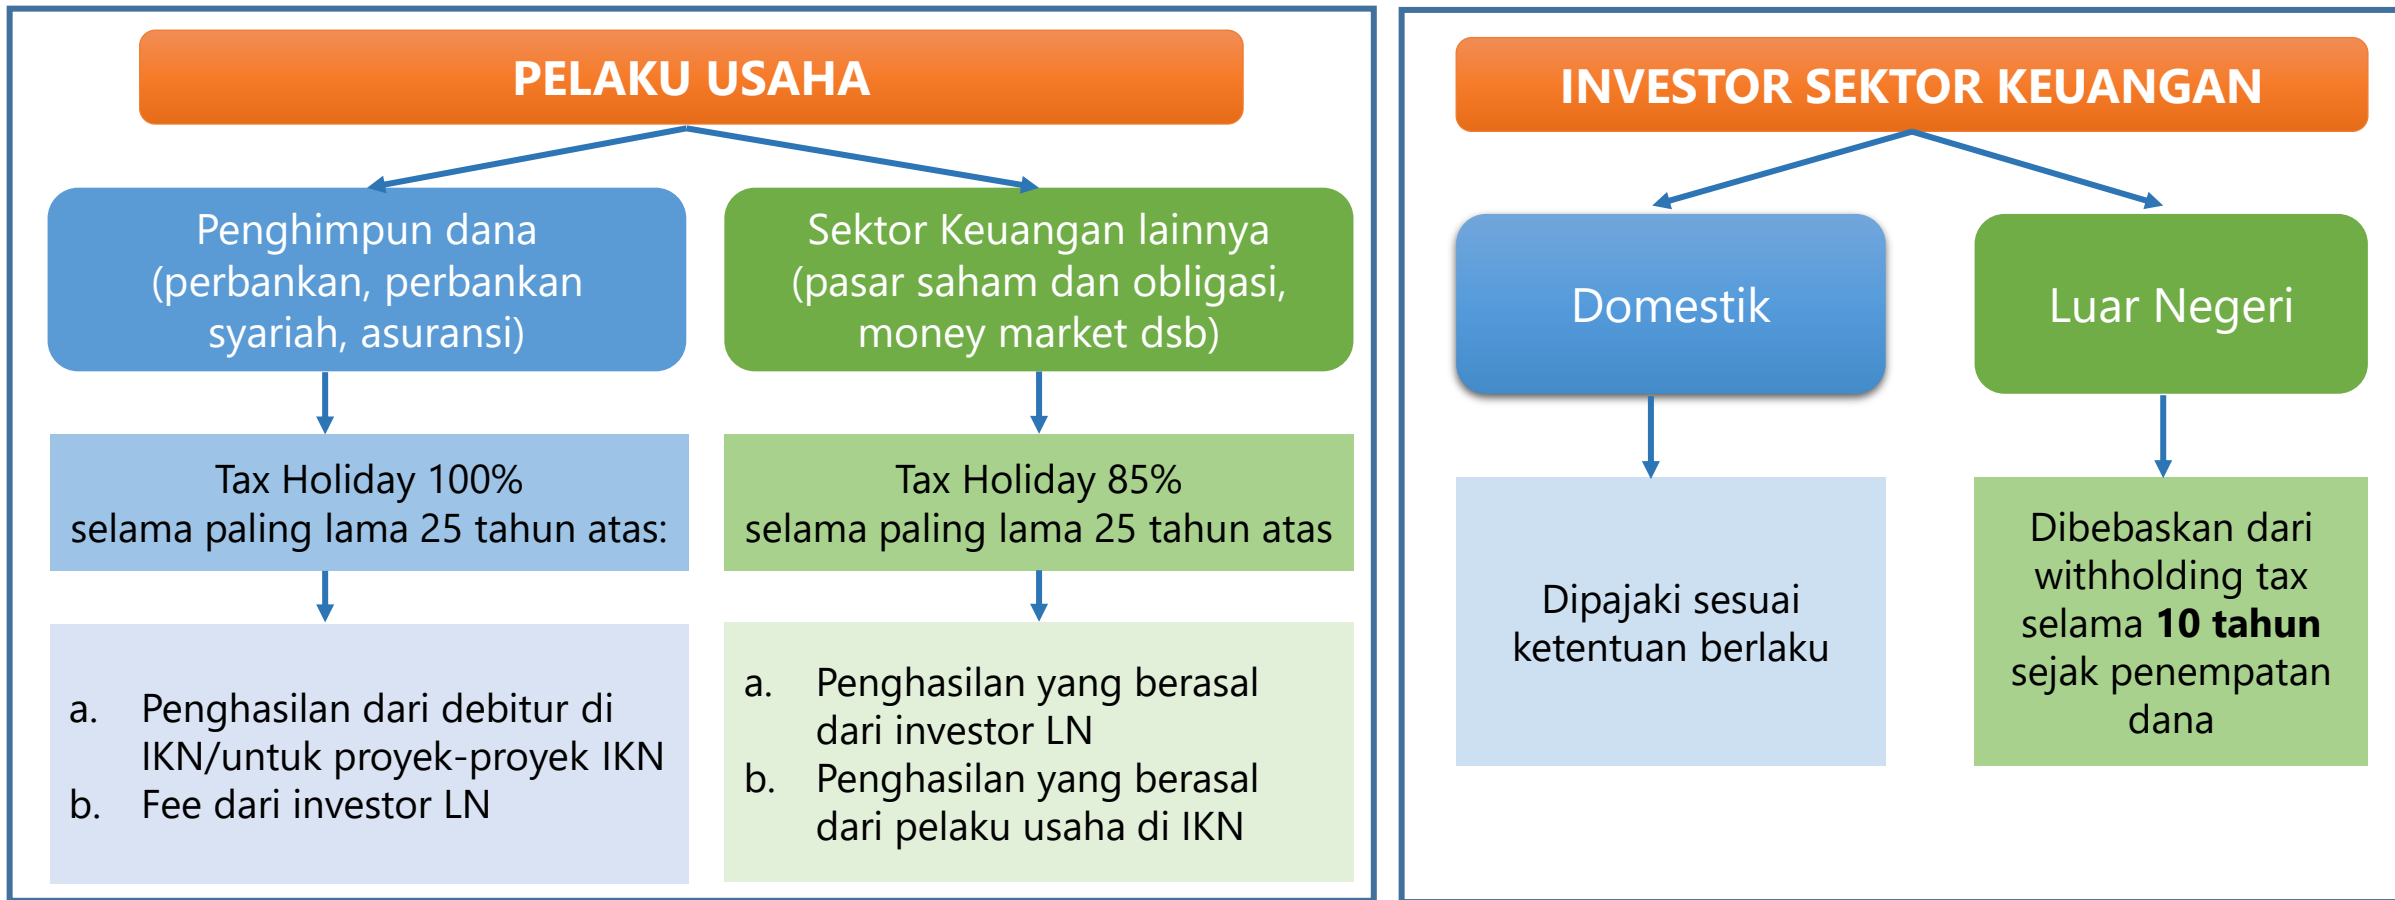 PELAKU USAHA
Penghimpun dana
(perbankan, perbankan
syariah, asuransi)
Tax Holiday 100%
selama paling lama 25 tahun atas:
a. Penghasilan dari debitur di
IKN/untuk proyek-proyek IKN
b. Fee dari investor LN
Sektor Keuangan lainnya
(pasar saham dan obligasi,
money market dsb)
Tax Holiday 85%
selama paling lama 25 tahun atas
a. Penghasilan yang berasal
dari investor LN
b. Penghasilan yang berasal
dari pelaku usaha di IKN
INVESTOR SEKTOR KEUANGAN
Domestik
Dipajaki sesuai
ketentuan berlaku
Luar Negeri
Dibebaskan dari
withholding tax
selama 10 tahun
sejak penempatan
dana